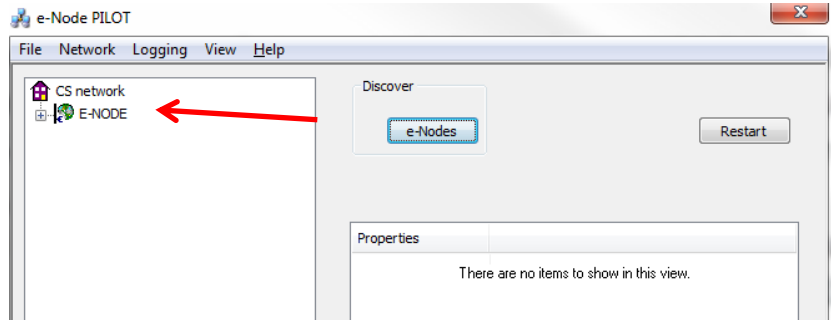 e-Node PILOT
File Network Logging View Help
CS network
E-NODE
Discover
e-Nodes
Restart
Properties
There are no items to show in this view.